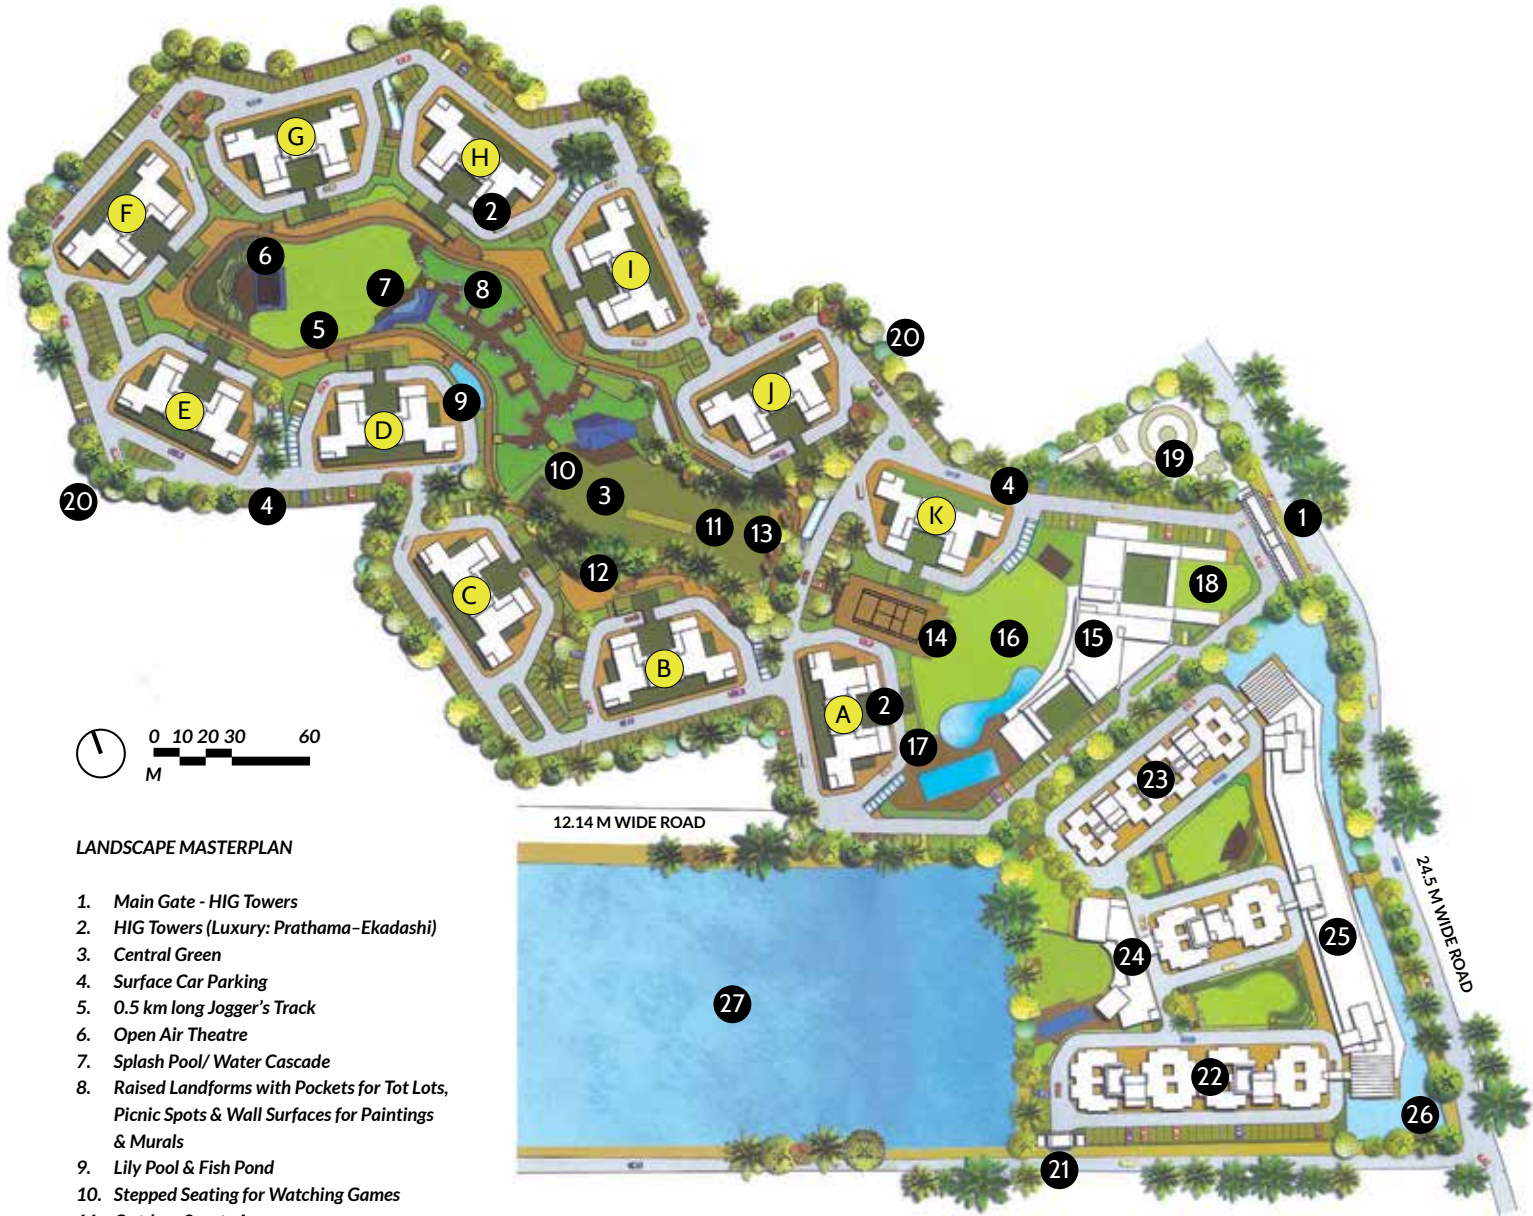 G
H
F
2
I
6
7
8
5
20
J
E
D
9
19
10
3
4
1
20
4
11
13
K
12
18
C
14
16
15
B
A
2
17
0 10 20 30 60
M
23
12.14 M WIDE ROAD
24.5 M WIDE ROAD
25
24
27
22
26
21
LANDSCAPE MASTERPLAN
1. Main Gate - HIG Towers
2. HIG Towers (Luxury: Prathama–Ekadashi)
3. Central Green
4. Surface Car Parking
5. 0.5 km long Jogger's Track
6. Open Air Theatre
7. Splash Pool/ Water Cascade
8. Raised Landforms with Pockets for Tot Lots,
Picnic Spots & Wall Surfaces for Paintings
& Murals
9. Lily Pool & Fish Pond
10. Stepped Seating for Watching Games